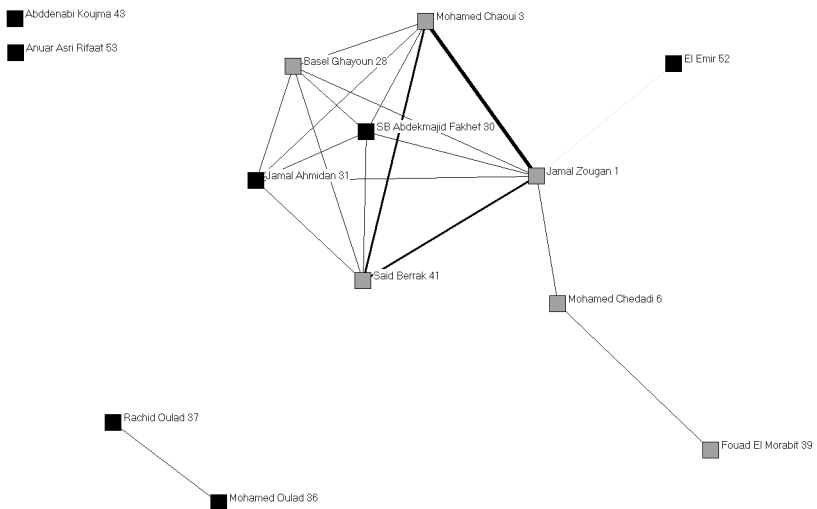 Abddenabi Koujma 43
Mohamed Chaoui 3
Anuar Asri Rifaat 53
Basel Ghayoun 28
El Emir 52
SB Abdekmajid Fakhet 30
Jamal Ahmidan 31
Jamal Zougan 1
Said Berrak 41
Mohamed Chedadi 6
Rachid Oulad 37
Fouad El Morabit 39
Mohamed Oulad 36